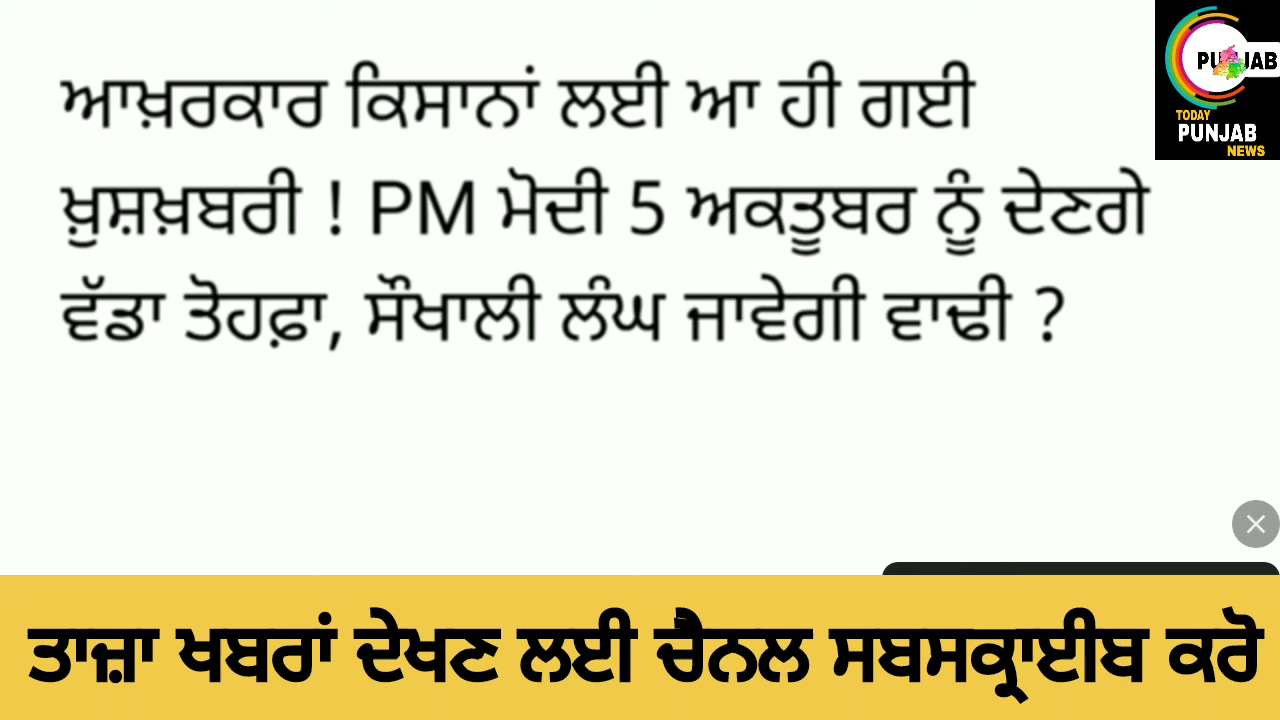 ਆਖ਼ਰਕਾਰ ਕਿਸਾਨਾਂ ਲਈ ਆ ਹੀ ਗਈ
ਖ਼ੁਸ਼ਖ਼ਬਰੀ ! PM ਮੋਦੀ 5 ਅਕਤੂਬਰ ਨੂੰ ਦੇਣਗੇ
ਵੱਡਾ ਤੋਹਫ਼ਾ, ਸੌਖਾਲੀ ਲੰਘ ਜਾਵੇਗੀ ਵਾਢੀ ?
PUNJAB
TODAY
PUNJAB
NEWS
ਤਾਜ਼ਾ ਖਬਰਾਂ ਦੇਖਣ ਲਈ ਚੈਨਲ ਸਬਸਕ੍ਰਾਈਬ ਕਰੋ